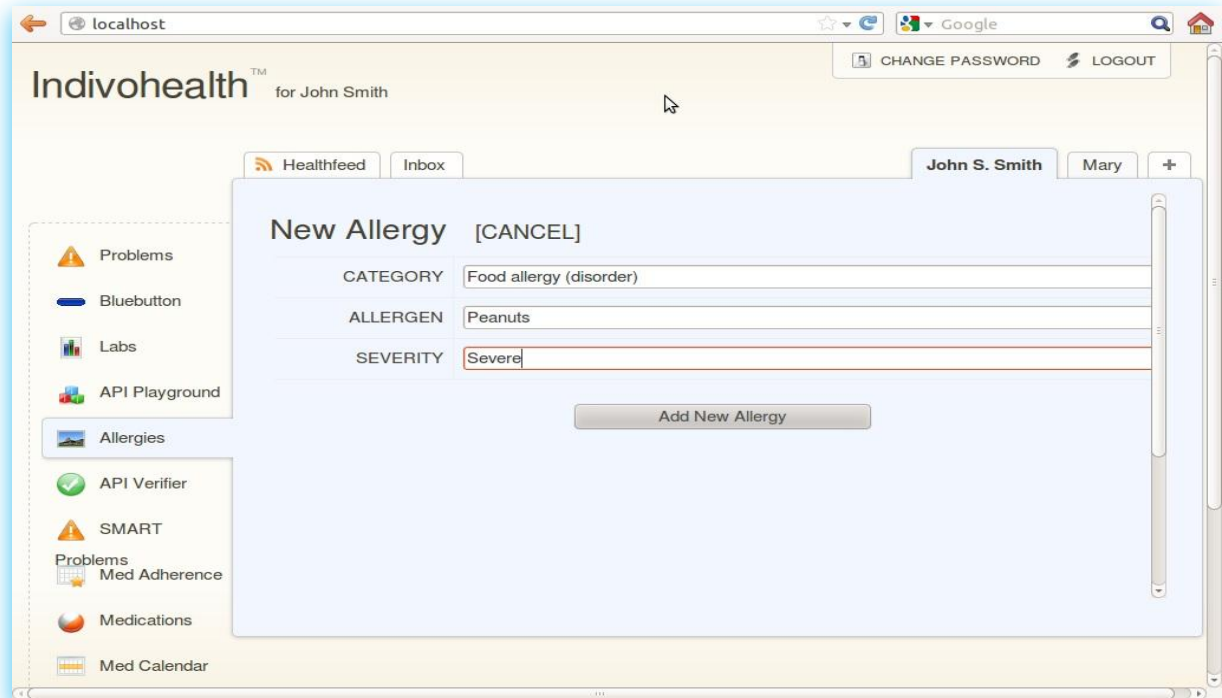 localhost
Google
CHANGE PASSWORD LOGOUT
Indivohealth™ for John Smith
Healthfeed Inbox John S. Smith Mary +
New Allergy [CANCEL]
CATEGORY Food allergy (disorder)
ALLERGEN Peanuts
SEVERITY Severe
Add New Allergy
Problems
Bluebutton
Labs
API Playground
Allergies
API Verifier
SMART
Problems
Med Adherence
Medications
Med Calendar